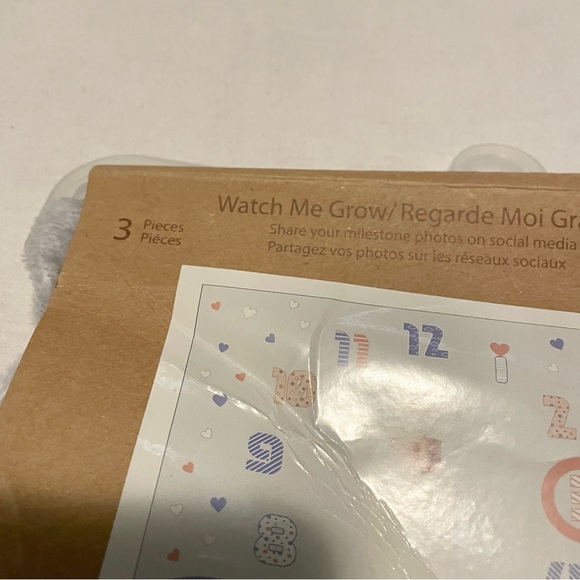 Watch Me Grow/Regarde Moi Gra
3 Pieces
Pièces
Share your milestone photos on social media
Partagez vos photos sur les réseaux sociaux
11 12
10
2
9
8